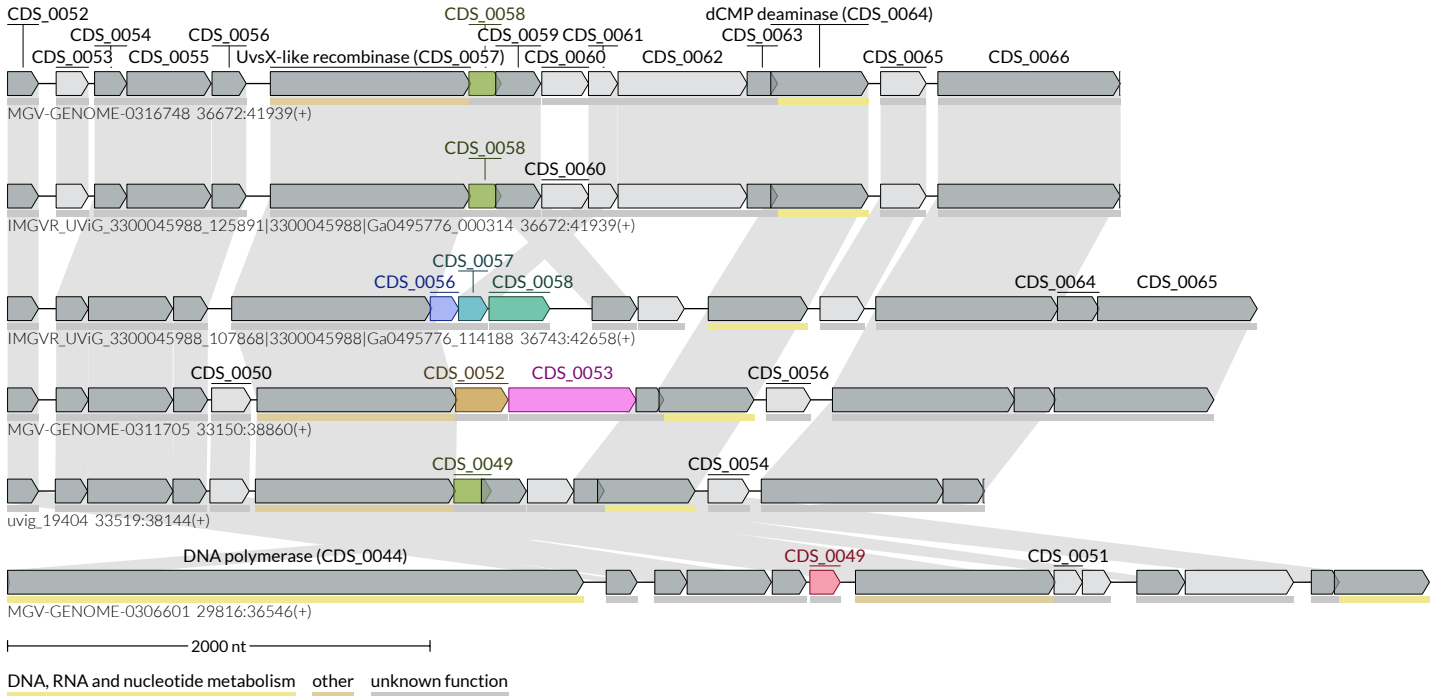 CDS_0052 CDS_0058 dCMP deaminase (CDS_0064)
CDS_0054 CDS_0056 CDS_0059 CDS_0061 CDS_0063
CDS_0053 CDS_0055 UvsX-like recombinase (CDS_0057) CDS_0060 CDS_0062 CDS_0065 CDS_0066
MGV-GENOME-0316748 36672:41939(+)
CDS_0058
CDS_0060
IMGVR_UViG_3300045988_125891|3300045988|Ga0495776_000314 36672:41939(+)
CDS_0057
CDS_0056 CDS_0058 CDS_0064 CDS_0065
IMGVR_UViG_3300045988_107868|3300045988|Ga0495776_114188 36743:42658(+)
CDS_0050 CDS_0052 CDS_0053 CDS_0056
MGV-GENOME-0311705 33150:38860(+)
CDS_0049 CDS_0054
uvig_19404 33519:38144(+)
DNA polymerase (CDS_0044) CDS_0049 CDS_0051
MGV-GENOME-0306601 29816:36546(+)
2000 nt
DNA, RNA and nucleotide metabolism other unknown function